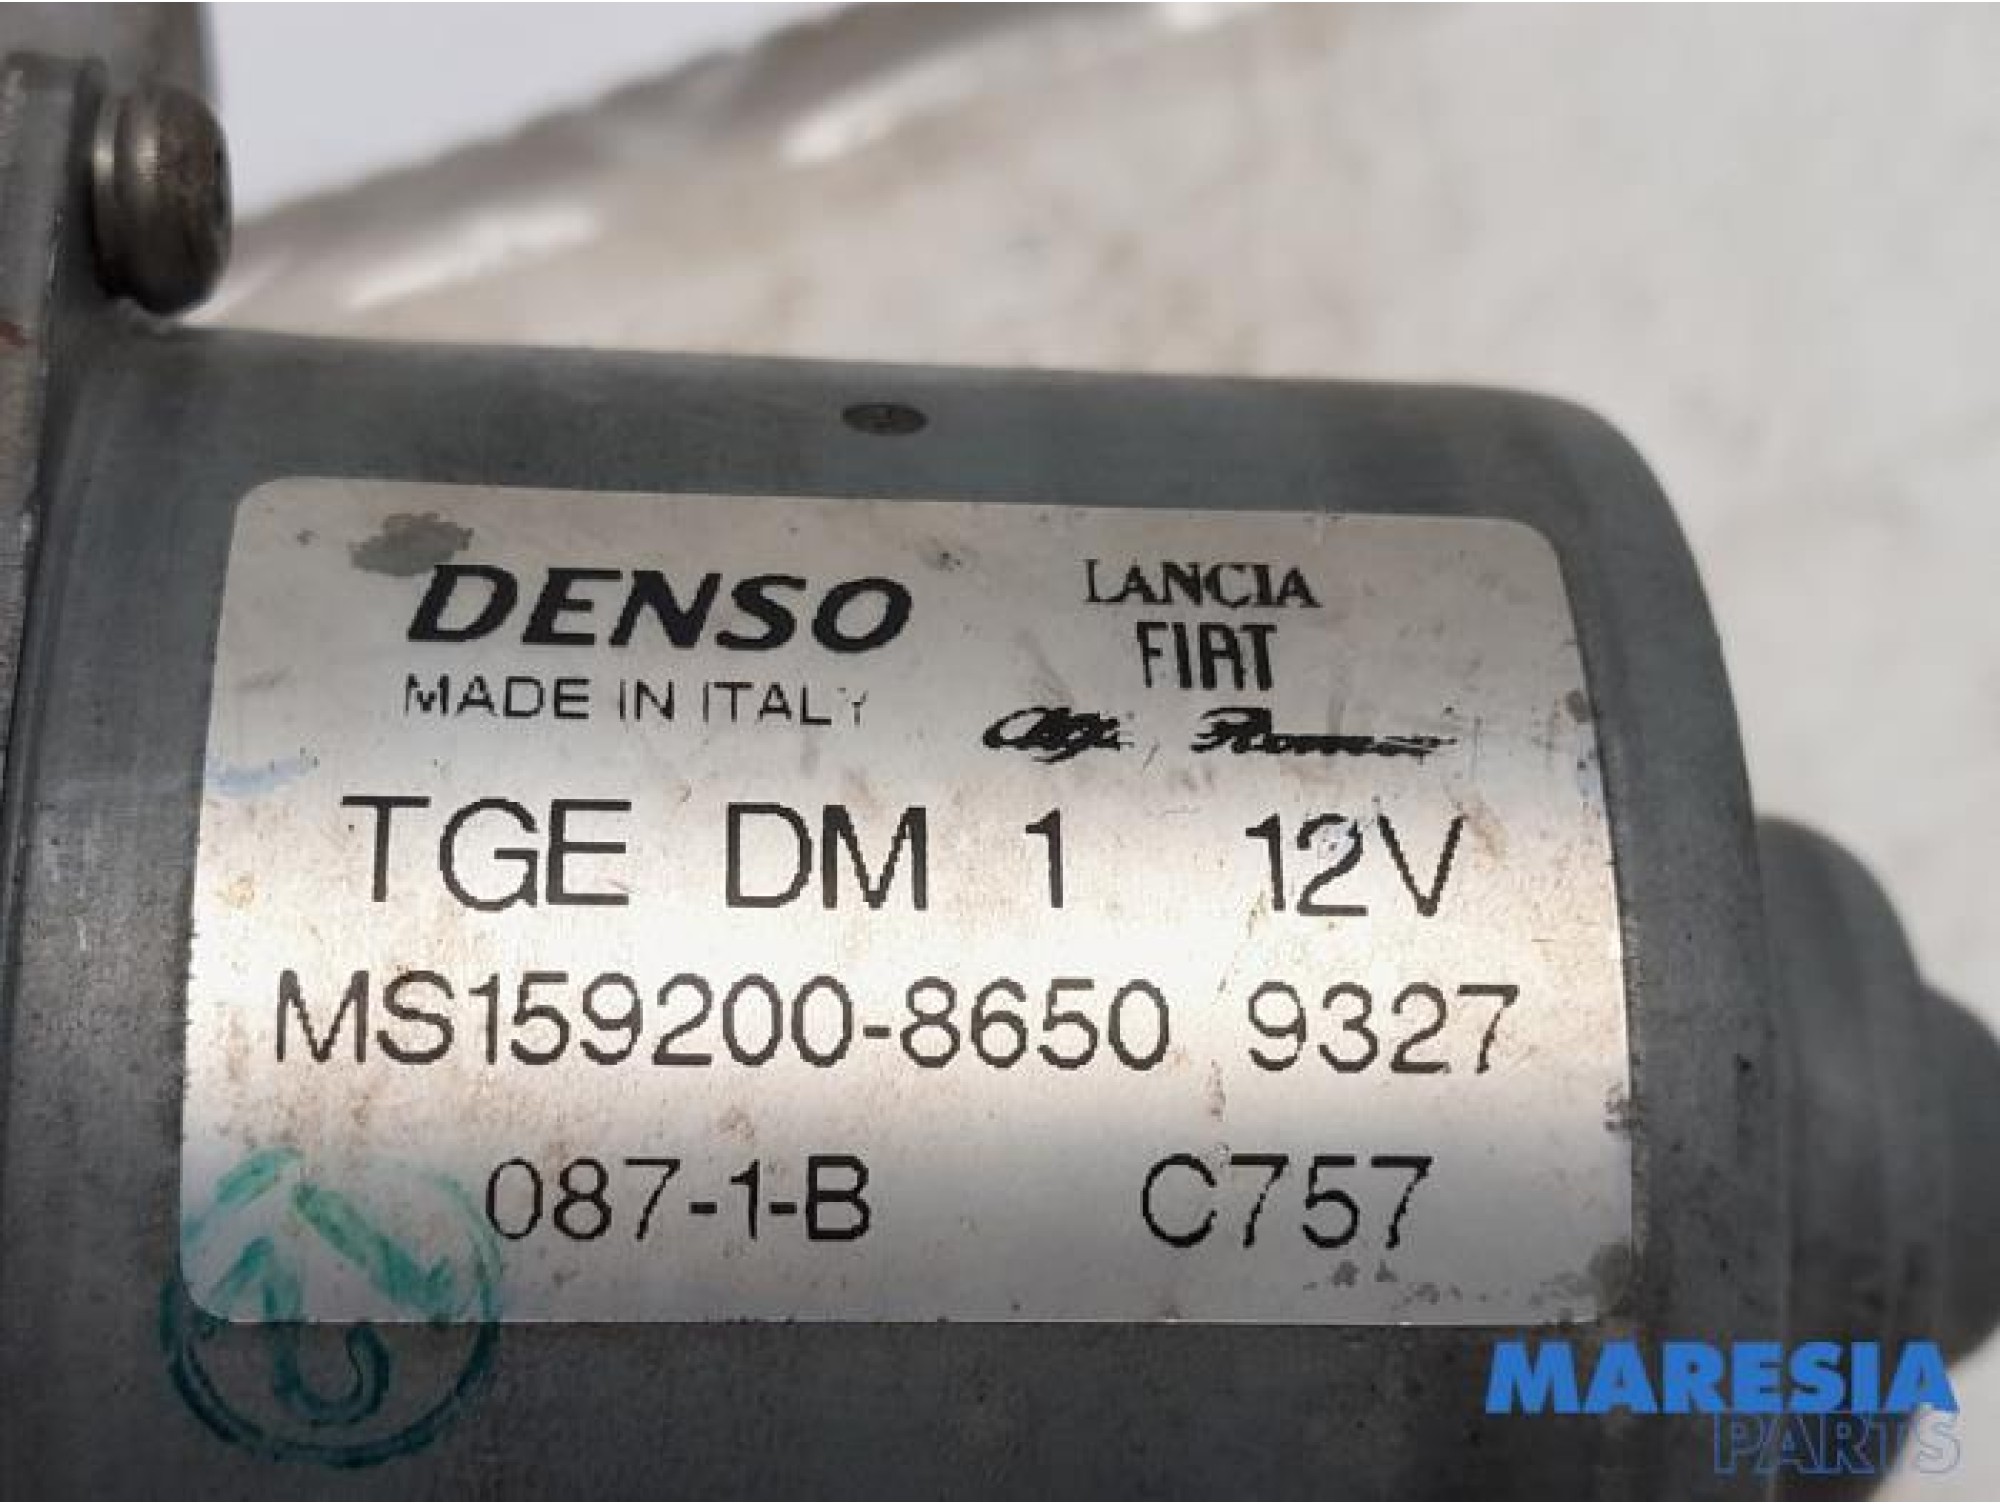 DENSO
MADE IN ITALY
LANCIA
FIAT
Alfa Romeo
TGE DM 1 12V
MS159200-8650 9327
087-1-B C757
MARESIA
PARTS